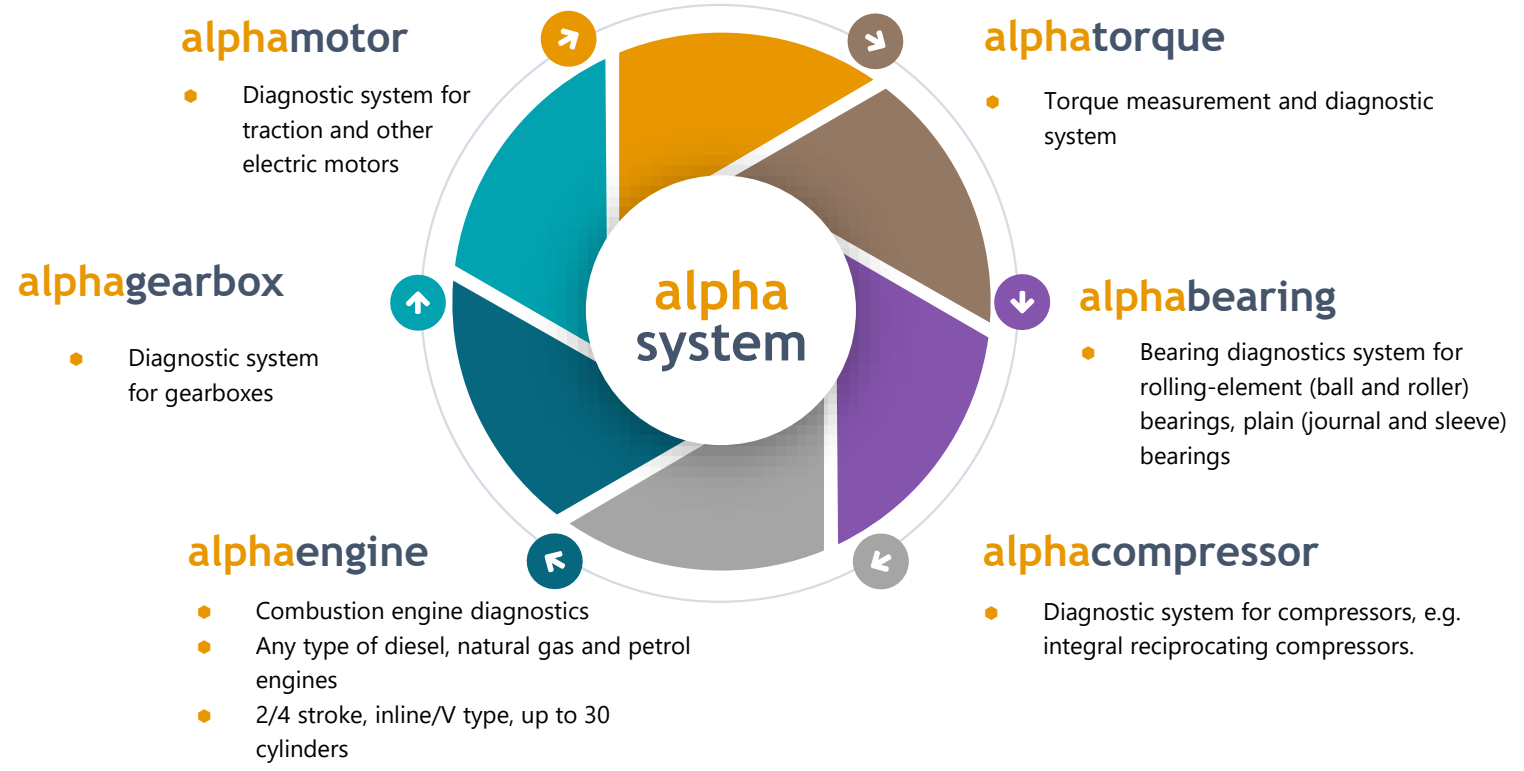 alphamotor
Diagnostic system for
traction and other
electric motors
alphatorque
Torque measurement and diagnostic
system
alphagearbox
Diagnostic system
for gearboxes
alpha
system
alphabearing
Bearing diagnostics system for
rolling-element (ball and roller)
bearings, plain (journal and sleeve)
bearings
alphaengine
Combustion engine diagnostics
Any type of diesel, natural gas and petrol
engines
2/4 stroke, inline/V type, up to 30
cylinders
alphacompressor
Diagnostic system for compressors, e.g.
integral reciprocating compressors.